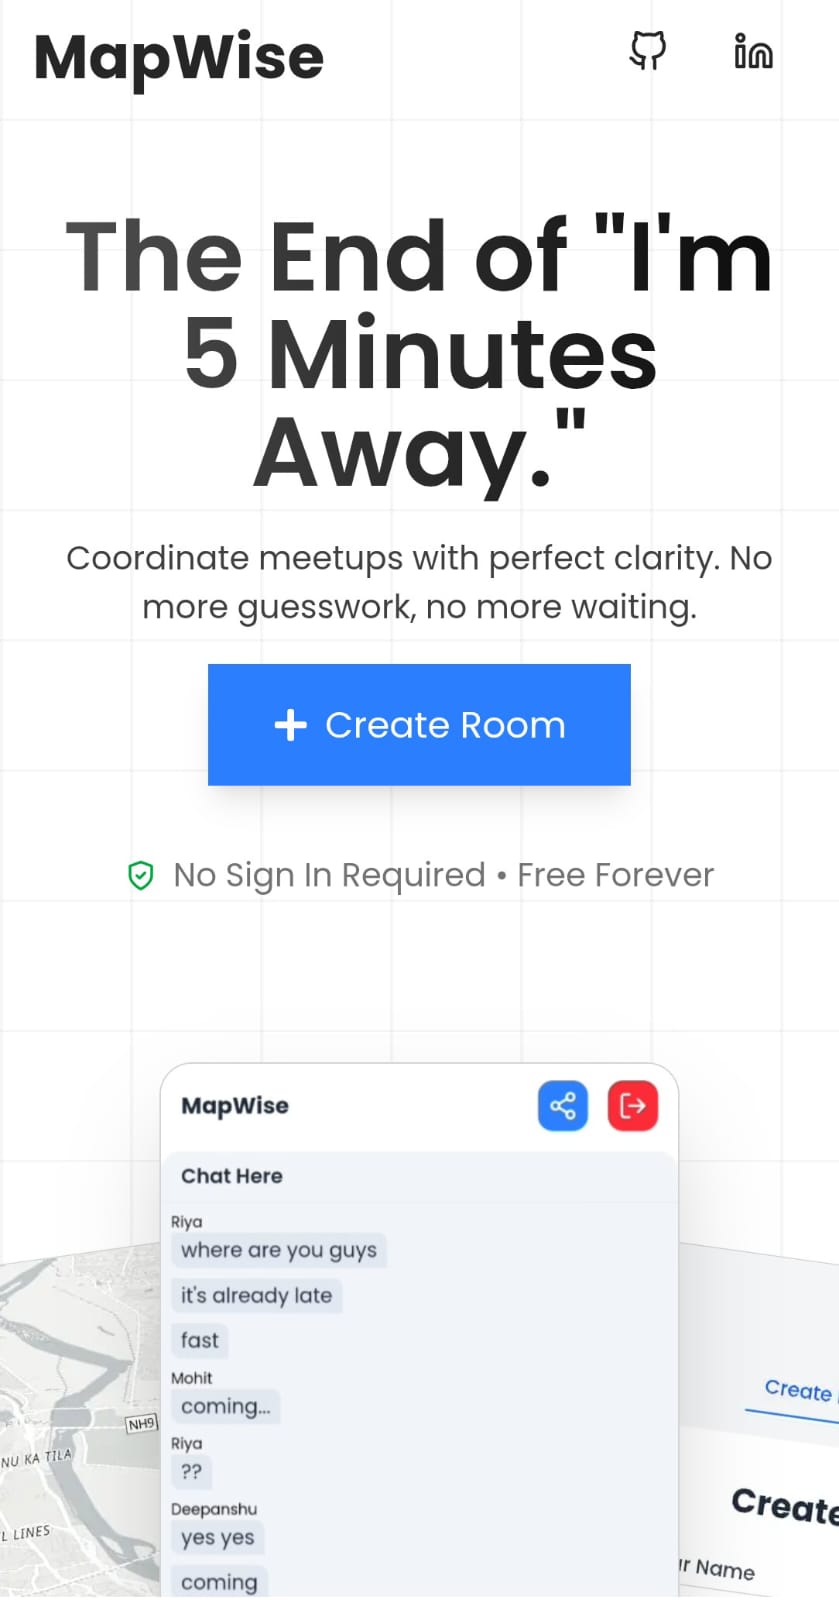 MapWise
The End of "I'm
5 Minutes
Away."
Coordinate meetups with perfect clarity. No
more guesswork, no more waiting.
Create Room
No Sign In Required • Free Forever
MapWise
Chat Here
Riya
where are you guys
it's already late
fast
Mohit
coming...
Riya
??
Deepanshu
yes yes
coming
NH9
NU KA TILA
L LINES
Create
Create
ur Name